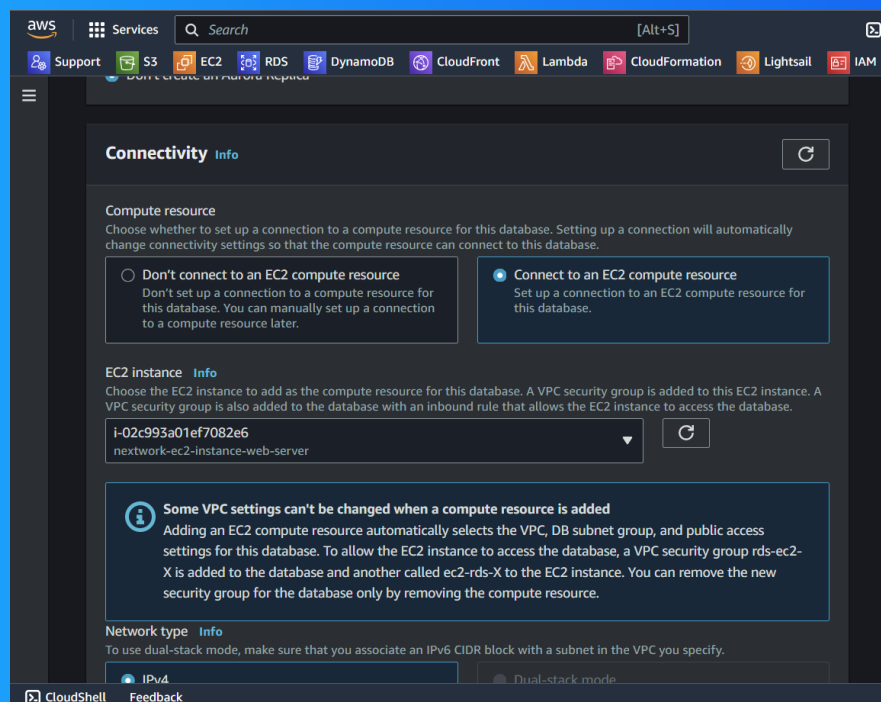 aws
Services
Search
[Alt+S]
Support
S3
EC2
RDS
DynamoDB
CloudFront
Lambda
CloudFormation
Lightsail
IAM
Don't create an Aurora Replica
Connectivity Info
Compute resource
Choose whether to set up a connection to a compute resource for this database. Setting up a connection will automatically
change connectivity settings so that the compute resource can connect to this database.
Don't connect to an EC2 compute resource
Don't set up a connection to a compute resource for
this database. You can manually set up a connection
to a compute resource later.
Connect to an EC2 compute resource
Set up a connection to an EC2 compute resource for
this database.
EC2 instance Info
Choose the EC2 instance to add as the compute resource for this database. A VPC security group is added to this EC2 instance. A
VPC security group is also added to the database with an inbound rule that allows the EC2 instance to access the database.
i-02c993a01ef7082e6
nextwork-ec2-instance-web-server
Some VPC settings can't be changed when a compute resource is added
Adding an EC2 compute resource automatically selects the VPC, DB subnet group, and public access
settings for this database. To allow the EC2 instance to access the database, a VPC security group rds-ec2-
X is added to the database and another called ec2-rds-X to the EC2 instance. You can remove the new
security group for the database only by removing the compute resource.
Network type Info
To use dual-stack mode, make sure that you associate an IPv6 CIDR block with a subnet in the VPC you specify.
IPv4
Dual-stack mode
CloudShell
Feedback